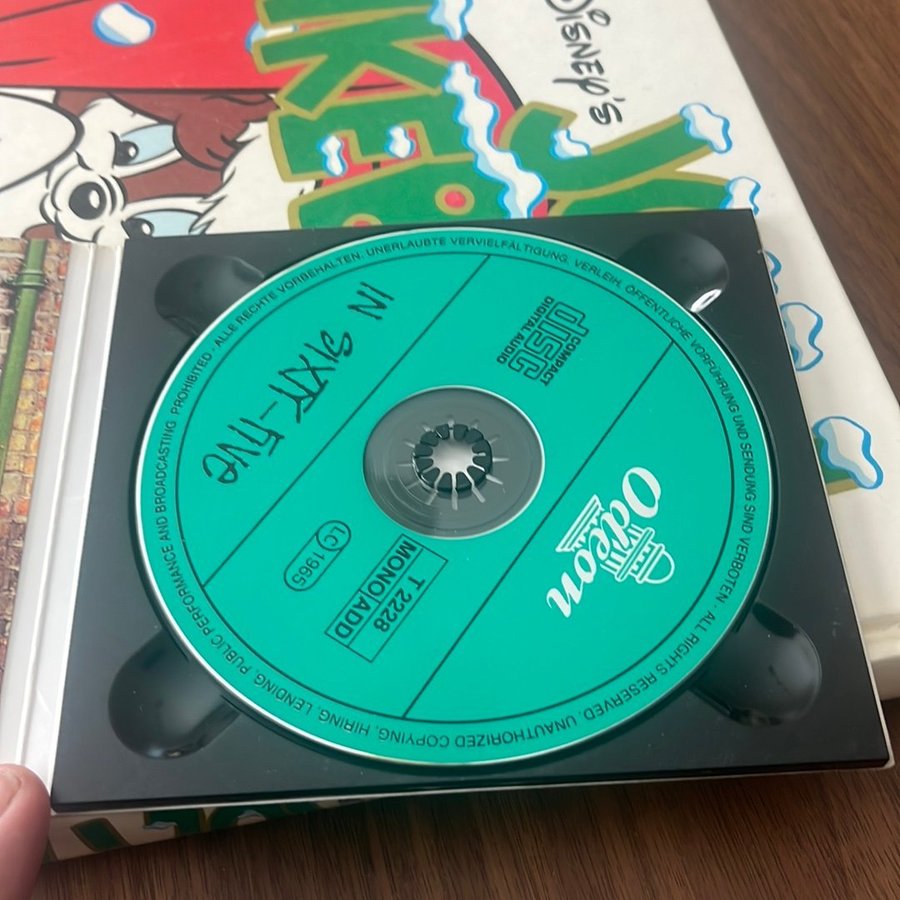 Disney's
IN SIXTY-FIVE
COMPACT
disc
DIGITAL AUDIO
Odeon
LC 1965
T 2228
MONO|ADD
ALL RIGHTS RESERVED. UNAUTHORIZED COPYING, HIRING, LENDING, PUBLIC PERFORMANCE AND BROADCASTING PROHIBITED · ALLE RECHTE VORBEHALTEN. UNERLAUBTE VERVIELFÄLTIGUNG, VERLEIH, ÖFFENTLICHE VORFÜHRUNG UND SENDUNG SIND VERBOTEN ·